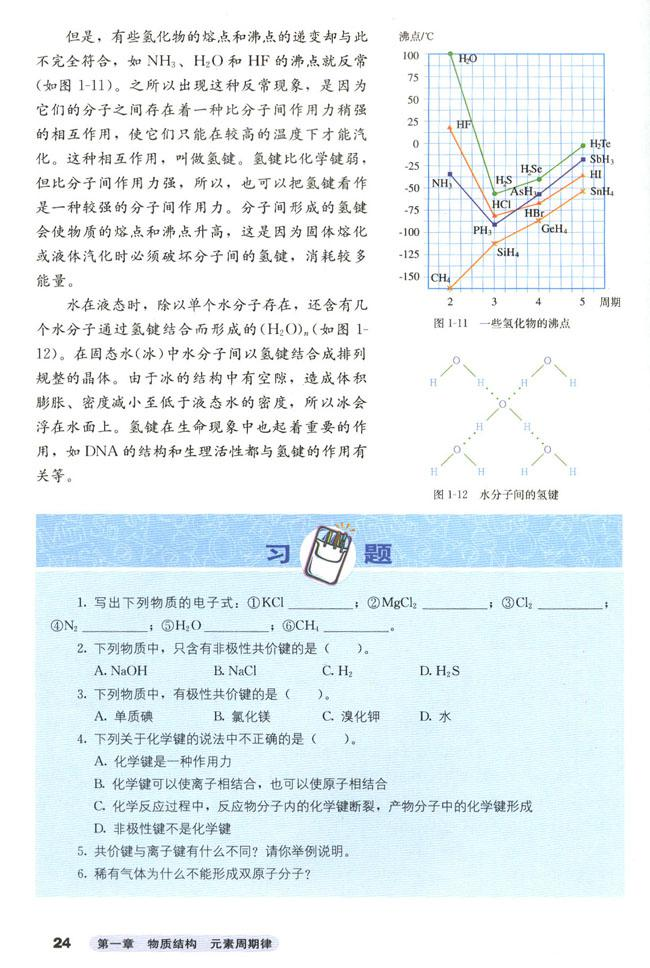 但是，有些氢化物的熔点和沸点的递变却与此
不完全符合，如 NH₃、H₂O 和 HF 的沸点就反常
(如图 1-11)。之所以出现这种反常现象，是因为
它们的分子之间存在着一种比分子间作用力稍强
的相互作用，使它们只能在较高的温度下才能汽
化。这种相互作用，叫做氢键。氢键比化学键弱，
但比分子间作用力强，所以，也可以把氢键看作
是一种较强的分子间作用力。分子间形成的氢键
会使物质的熔点和沸点升高，这是因为固体熔化
或液体汽化时必须破坏分子间的氢键，消耗较多
能量。
水在液态时，除以单个水分子存在，还含有几
个水分子通过氢键结合而形成的(H₂O)ₙ(如图 1-
12)。在固态水(冰)中水分子间以氢键结合成排列
规整的晶体。由于冰的结构中有空隙，造成体积
膨胀、密度减小至低于液态水的密度，所以冰会
浮在水面上。氢键在生命现象中也起着重要的作
用，如 DNA 的结构和生理活性都与氢键的作用有
关等。
沸点/℃
100
75
50
25
0
-25
-50
-75
-100
-125
-150
H₂O
HF
NH₃
CH₄
H₂S
HCl
PH₃
SiH₄
H₂Se
AsH₃
HBr
GeH₄
H₂Te
SbH₃
HI
SnH₄
2 3 4 5 周期
图 1-11 一些氢化物的沸点
O O
H H H H
O
H H
O O
H H H H
图 1-12 水分子间的氢键
习 题
1. 写出下列物质的电子式：①KCl ______；②MgCl₂ ______；③Cl₂ ______；
④N₂ ______；⑤H₂O ______；⑥CH₄ ______。
2. 下列物质中，只含有非极性共价键的是（ ）。
A. NaOH B. NaCl C. H₂ D. H₂S
3. 下列物质中，有极性共价键的是（ ）。
A. 单质碘 B. 氯化镁 C. 溴化钾 D. 水
4. 下列关于化学键的说法中不正确的是（ ）。
A. 化学键是一种作用力
B. 化学键可以使离子相结合，也可以使原子相结合
C. 化学反应过程中，反应物分子内的化学键断裂，产物分子中的化学键形成
D. 非极性键不是化学键
5. 共价键与离子键有什么不同？请你举例说明。
6. 稀有气体为什么不能形成双原子分子？
24 第一章 物质结构 元素周期律